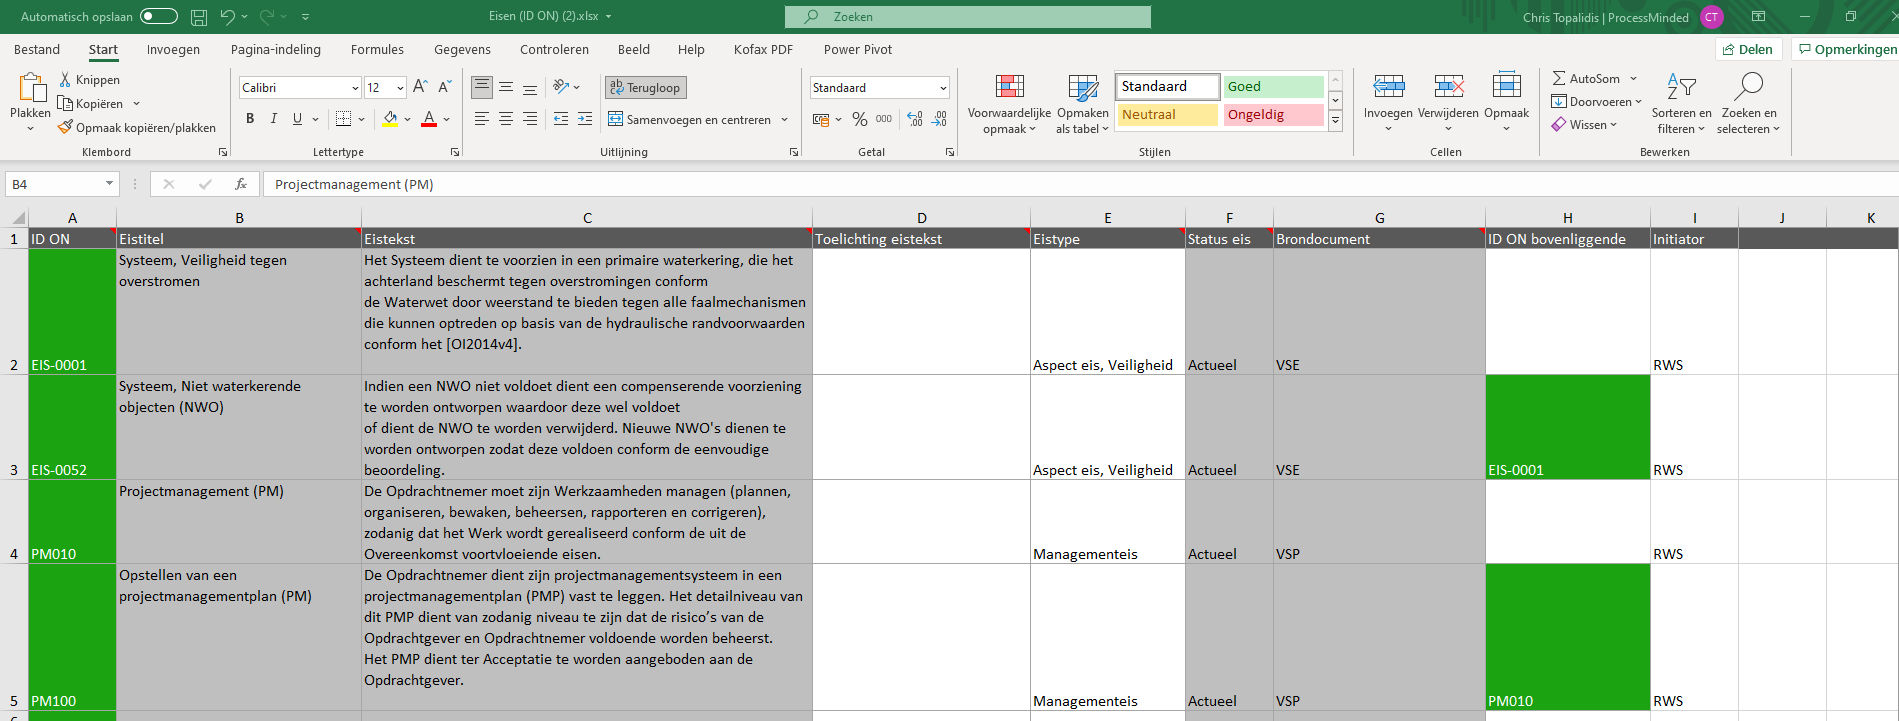 Automatisch opslaan
Eisen (ID ON) (2).xlsx
Zoeken
Chris Topalidis | ProcessMinded
CT
Bestand Start Invoegen Pagina-indeling Formules Gegevens Controleren Beeld Help Kofax PDF Power Pivot
Delen
Opmerkingen
Plakken
Knippen
Kopiëren
Opmaak kopiëren/plakken
Klembord
Calibri
12
A A
B I U
A
Lettertype
ab
Terugloop
Samenvoegen en centreren
Uitlijning
Standaard
% 000
Getal
Voorwaardelijke
opmaak
Opmaken
als tabel
Standaard
Goed
Neutraal
Ongeldig
Stijlen
Invoegen
Verwijderen
Opmaak
Cellen
AutoSom
Doorvoeren
Wissen
Sorteren en
filteren
Zoeken en
selecteren
Bewerken
B4
fx
Projectmanagement (PM)
A B C D E F G H I J K
1 ID ON Eistitel Eistekst Toelichting eistekst Eistype Status eis Brondocument ID ON bovenliggende Initiator
Systeem, Veiligheid tegen
overstromen
Het Systeem dient te voorzien in een primaire waterkering, die het
achterland beschermt tegen overstromingen conform
de Waterwet door weerstand te bieden tegen alle faalmechanismen
die kunnen optreden op basis van de hydraulische randvoorwaarden
conform het [OI2014v4].
2 EIS-0001 Aspect eis, Veiligheid Actueel VSE RWS
Systeem, Niet waterkerende
objecten (NWO)
Indien een NWO niet voldoet dient een compenserende voorziening
te worden ontworpen waardoor deze wel voldoet
of dient de NWO te worden verwijderd. Nieuwe NWO's dienen te
worden ontworpen zodat deze voldoen conform de eenvoudige
beoordeling.
3 EIS-0052 Aspect eis, Veiligheid Actueel VSE EIS-0001 RWS
Projectmanagement (PM)
De Opdrachtnemer moet zijn Werkzaamheden managen (plannen,
organiseren, bewaken, beheersen, rapporteren en corrigeren),
zodanig dat het Werk wordt gerealiseerd conform de uit de
Overeenkomst voortvloeiende eisen.
4 PM010 Managementeis Actueel VSP RWS
Opstellen van een
projectmanagementplan (PM)
De Opdrachtnemer dient zijn projectmanagementsysteem in een
projectmanagementplan (PMP) vast te leggen. Het detailniveau van
dit PMP dient van zodanig niveau te zijn dat de risico’s van de
Opdrachtgever en Opdrachtnemer voldoende worden beheerst.
Het PMP dient ter Acceptatie te worden aangeboden aan de
Opdrachtgever.
5 PM100 Managementeis Actueel VSP PM010 RWS